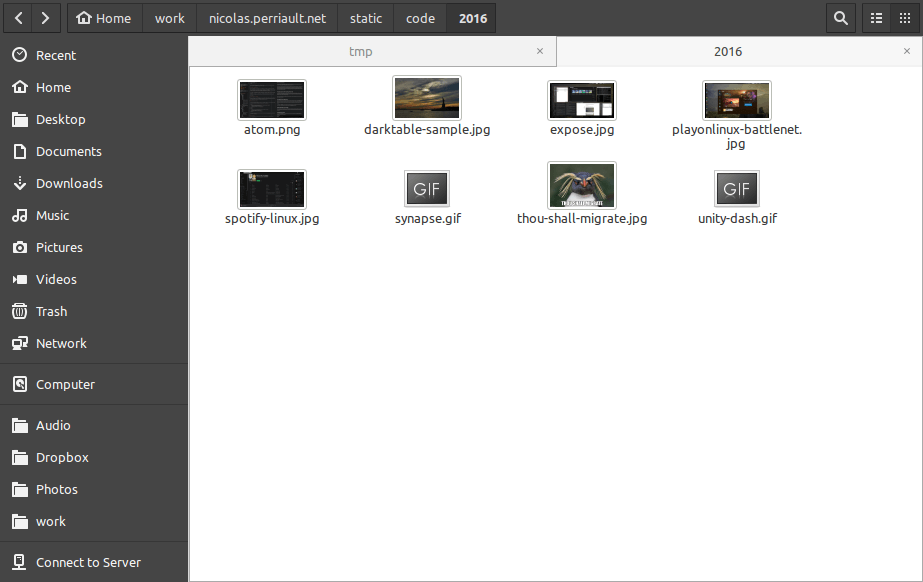 Home work nicolas.perriault.net static code 2016
Recent
Home
Desktop
Documents
Downloads
Music
Pictures
Videos
Trash
Network
Computer
Audio
Dropbox
Photos
work
Connect to Server
tmp × 2016 ×
atom.png darktable-sample.jpg expose.jpg playonlinux-battlenet.
jpg
spotify-linux.jpg GIF synapse.gif thou-shall-migrate.jpg GIF unity-dash.gif